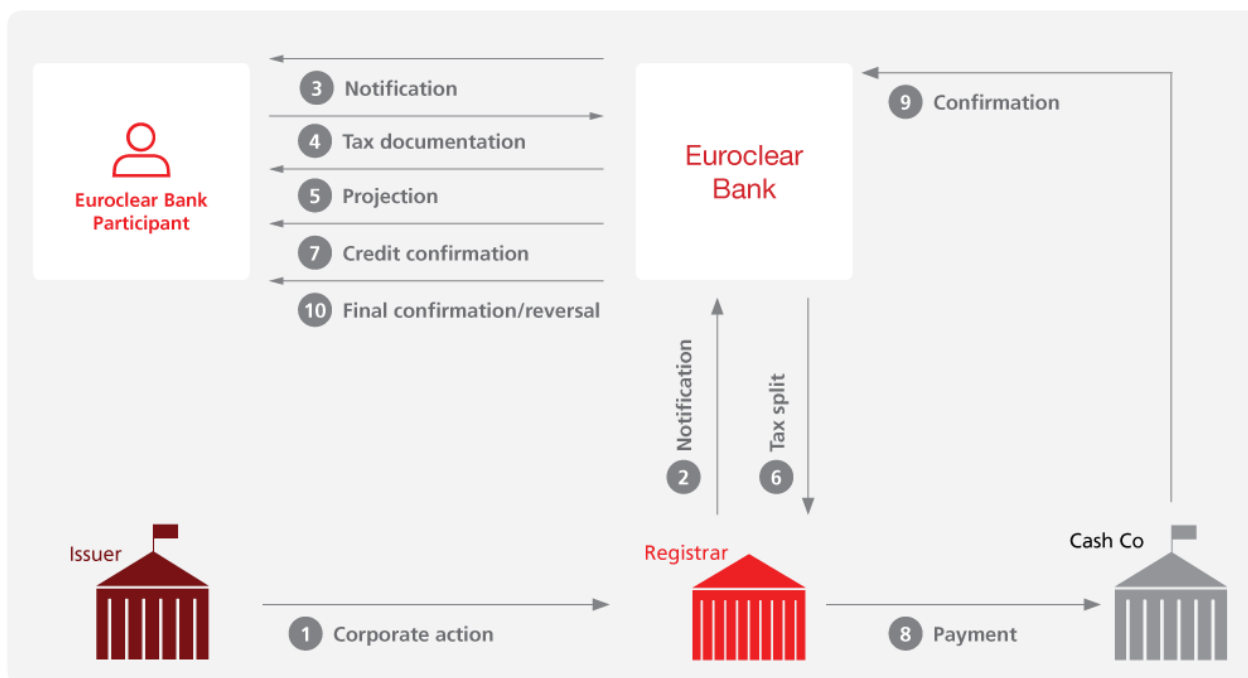 3 Notification
9 Confirmation
4 Tax documentation
Euroclear
Bank
5 Projection
Euroclear Bank
Participant
7 Credit confirmation
10 Final confirmation/reversal
2 Notification
6 Tax split
Issuer
Registrar
Cash Co
1 Corporate action
8 Payment